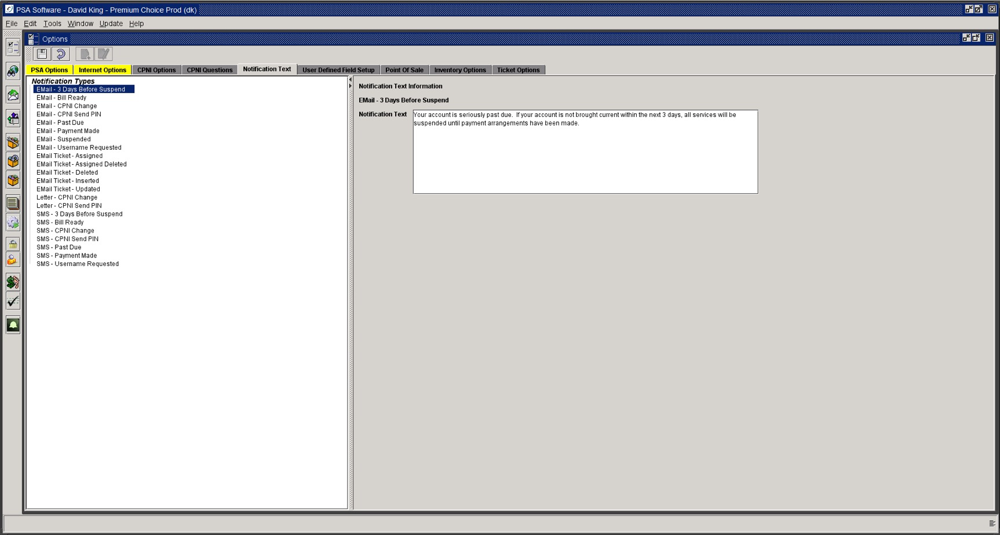 PSA Software - David King - Premium Choice Prod (dk)
File Edit Tools Window Update Help
Options
PSA Options Internet Options CPNI Options CPNI Questions Notification Text User Defined Field Setup Point Of Sale Inventory Options Ticket Options
Notification Types
EMail - 3 Days Before Suspend
EMail - Bill Ready
EMail - CPNI Change
EMail - CPNI Send PIN
EMail - Past Due
EMail - Payment Made
EMail - Suspended
EMail - Username Requested
EMail Ticket - Assigned
EMail Ticket - Assigned Deleted
EMail Ticket - Deleted
EMail Ticket - Inserted
EMail Ticket - Updated
Letter - CPNI Change
Letter - CPNI Send PIN
SMS - 3 Days Before Suspend
SMS - Bill Ready
SMS - CPNI Change
SMS - CPNI Send PIN
SMS - Past Due
SMS - Payment Made
SMS - Username Requested
Notification Text Information
EMail - 3 Days Before Suspend
Notification Text
Your account is seriously past due.  If your account is not brought current within the next 3 days, all services will be
suspended until payment arrangements have been made.